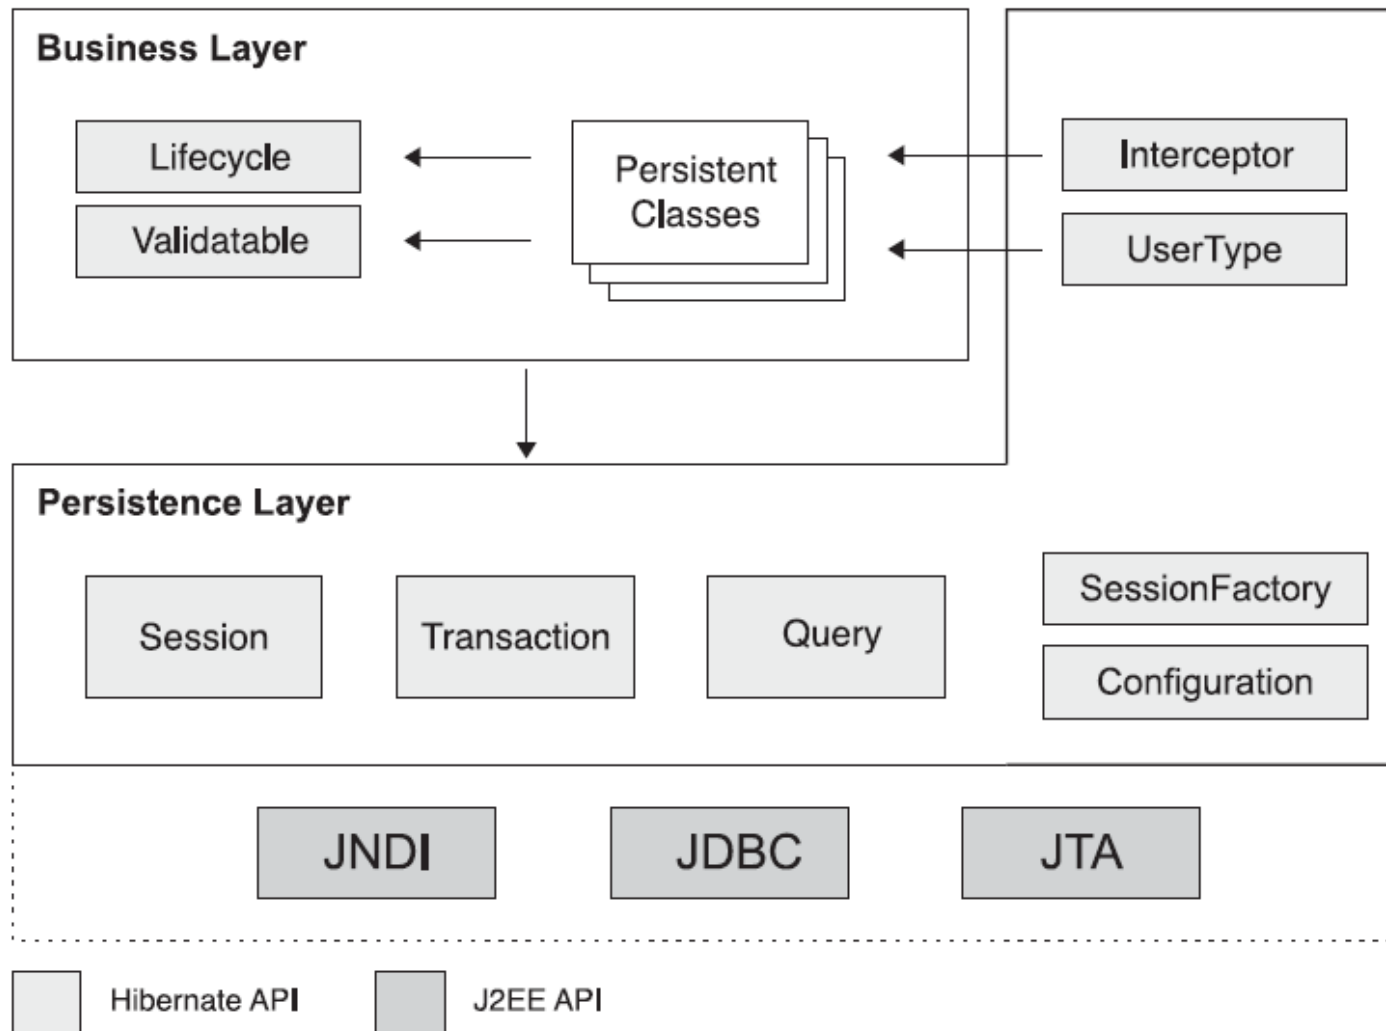 Business Layer
Lifecycle
Validatable
Persistent
Classes
Interceptor
UserType
Persistence Layer
Session
Transaction
Query
SessionFactory
Configuration
JNDI
JDBC
JTA
Hibernate API
J2EE API